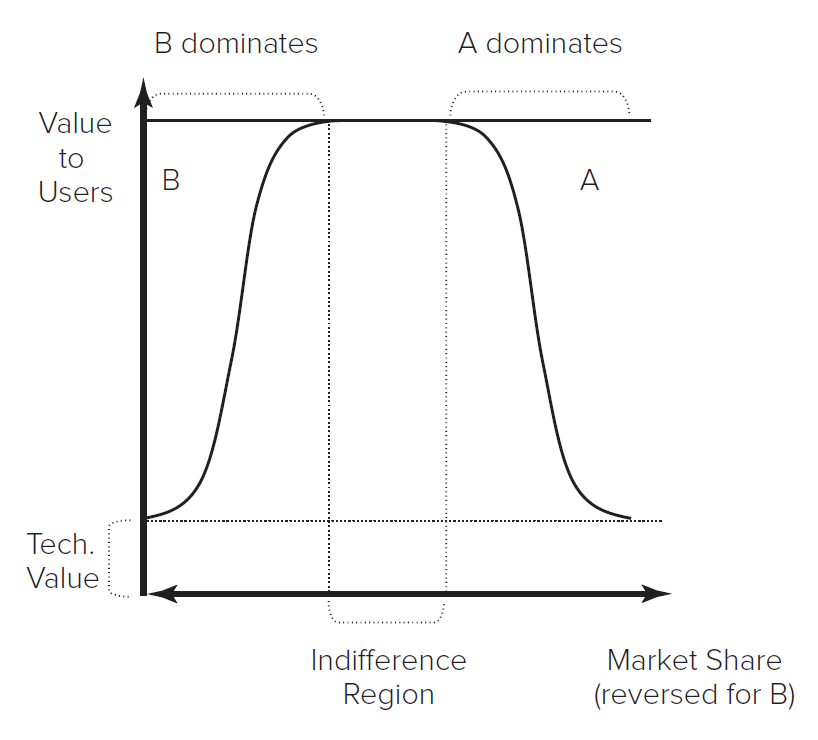 B dominates
A dominates
Value
to
Users
B
A
Tech.
Value
Indifference
Region
Market Share
(reversed for B)